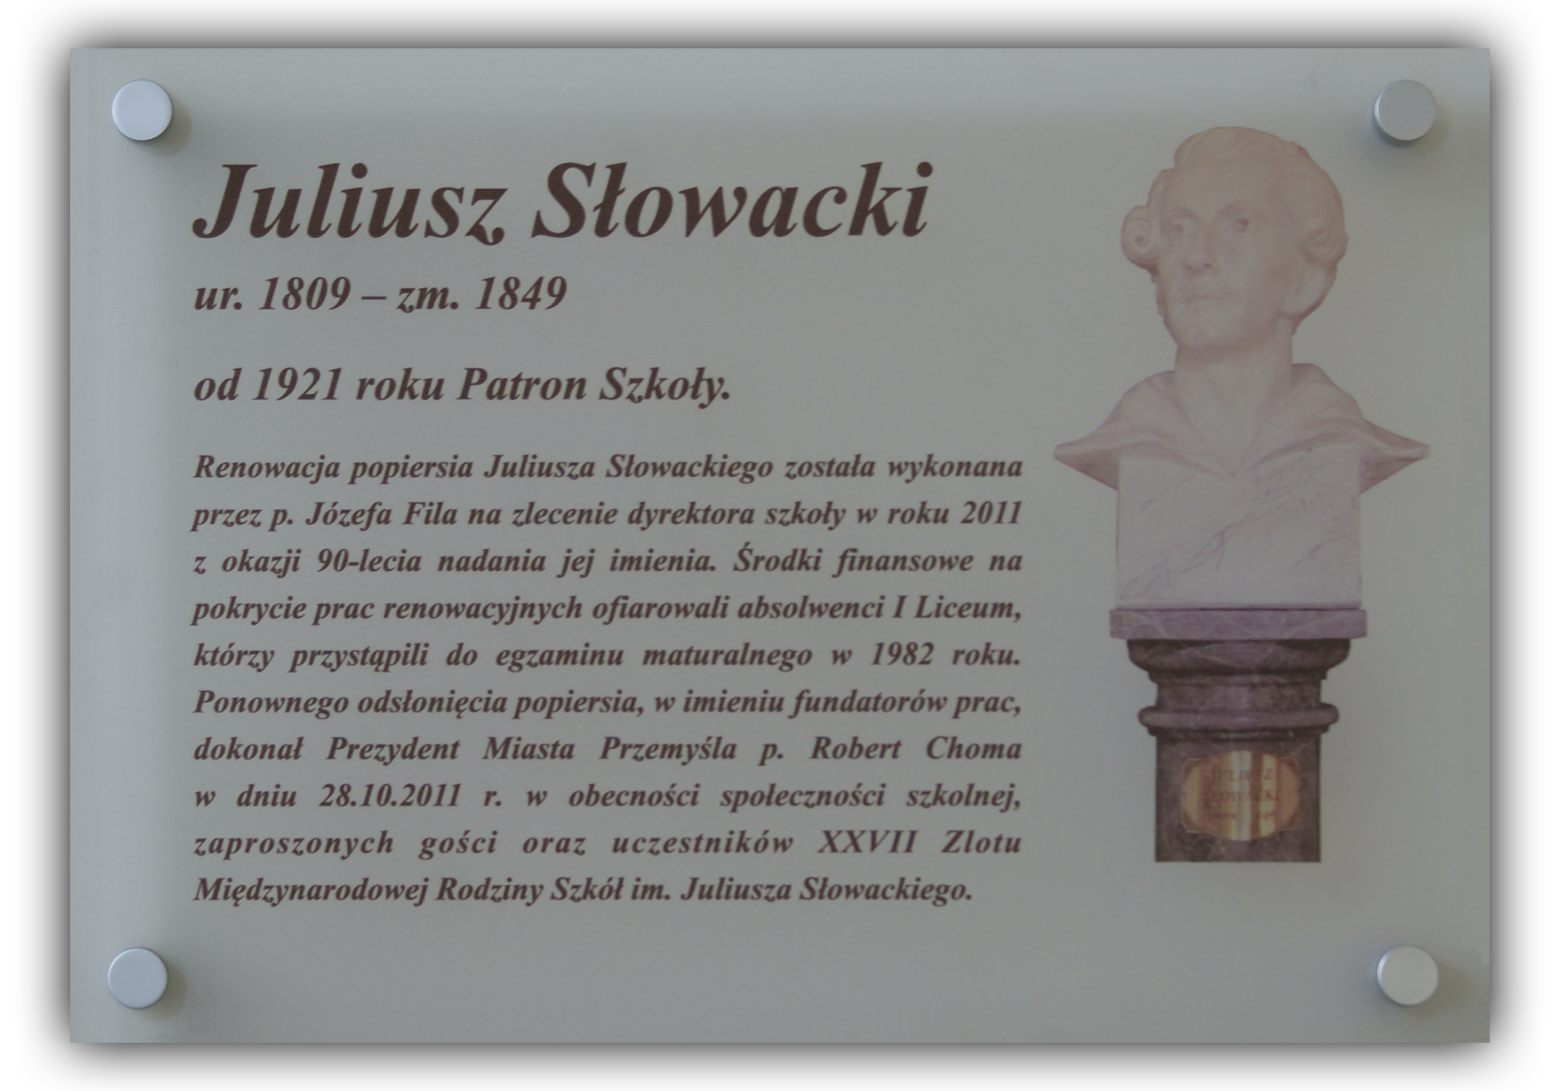 Juliusz Słowacki
ur. 1809 – zm. 1849
od 1921 roku Patron Szkoły.
Renowacja popiersia Juliusza Słowackiego została wykonana
przez p. Józefa Fila na zlecenie dyrektora szkoły w roku 2011
z okazji 90-lecia nadania jej imienia. Środki finansowe na
pokrycie prac renowacyjnych ofiarowali absolwenci I Liceum,
którzy przystąpili do egzaminu maturalnego w 1982 roku.
Ponownego odsłonięcia popiersia, w imieniu fundatorów prac,
dokonał Prezydent Miasta Przemyśla p. Robert Choma
w dniu 28.10.2011 r. w obecności społeczności szkolnej,
zaproszonych gości oraz uczestników XXVII Zlotu
Międzynarodowej Rodziny Szkół im. Juliusza Słowackiego.
JULIUSZ
SŁOWACKI